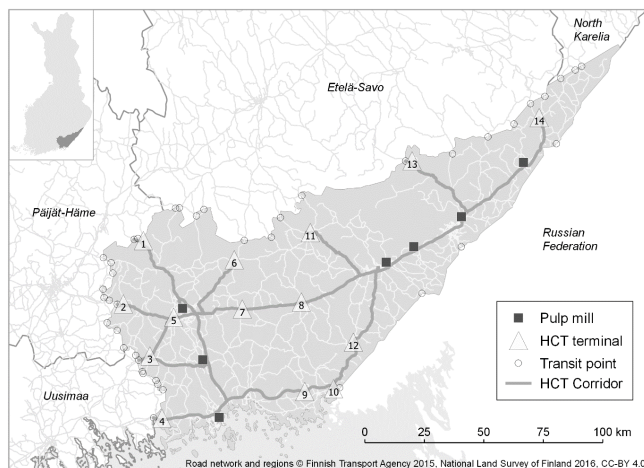 North
Karelia
Etelä-Savo
14
13
Päijät-Häme
Russian
Federation
1
11
6
2
7
8
5
3
12
9
10
4
Uusimaa
Pulp mill
HCT terminal
Transit point
HCT Corridor
0 25 50 75 100 km
Road network and regions © Finnish Transport Agency 2015, National Land Survey of Finland 2016, CC-BY 4.0